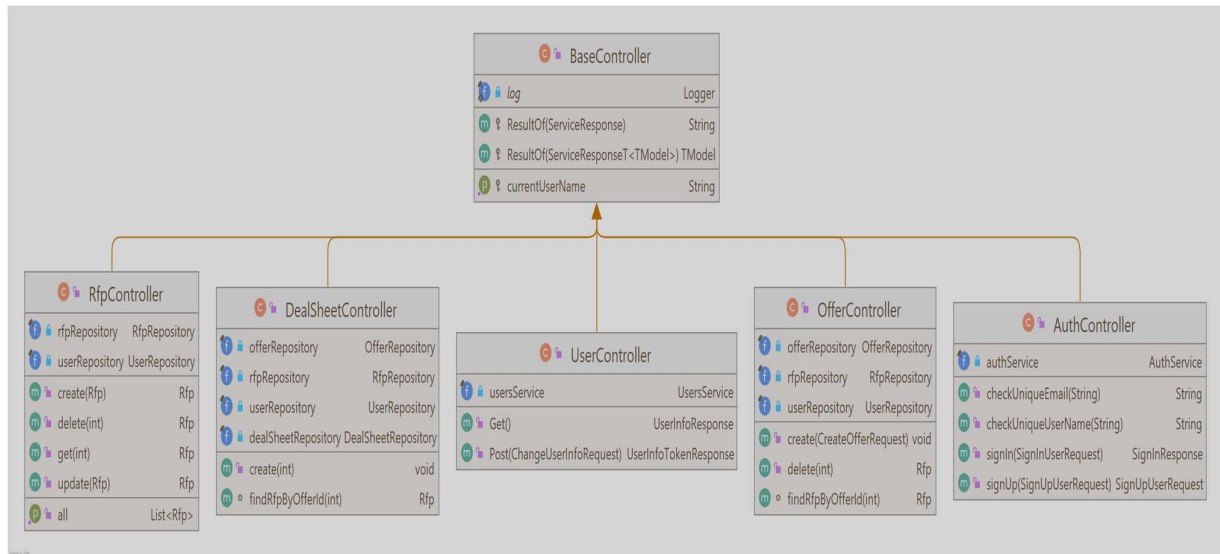 BaseController
log Logger
ResultOf(ServiceResponse) String
ResultOf(ServiceResponseT<TModel>) TModel
currentUserName String
RfpController
rfpRepository RfpRepository
userRepository UserRepository
create(Rfp) Rfp
delete(int) Rfp
get(int) Rfp
update(Rfp) Rfp
all List<Rfp>
DealSheetController
offerRepository OfferRepository
rfpRepository RfpRepository
userRepository UserRepository
dealSheetRepository DealSheetRepository
create(int) void
findRfpByOfferId(int) Rfp
UserController
usersService UsersService
Get() UserInfoResponse
Post(ChangeUserInfoRequest) UserInfoTokenResponse
OfferController
offerRepository OfferRepository
rfpRepository RfpRepository
userRepository UserRepository
create(CreateOfferRequest) void
delete(int) Rfp
findRfpByOfferId(int) Rfp
AuthController
authService AuthService
checkUniqueEmail(String) String
checkUniqueUserName(String) String
signIn(SignInUserRequest) SignInResponse
signUp(SignUpUserRequest) SignUpUserRequest